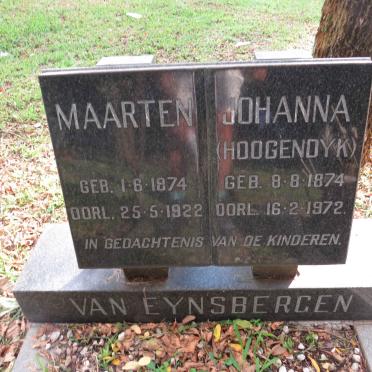 MAARTEN
GEB. 1·6·1874
OORL. 25·5·1922
JOHANNA
(HOOGENDYK)
GEB. 8·8·1874
OORL. 16·2·1972.
IN GEDACHTENIS VAN DE KINDEREN.
VAN EYNSBERGEN